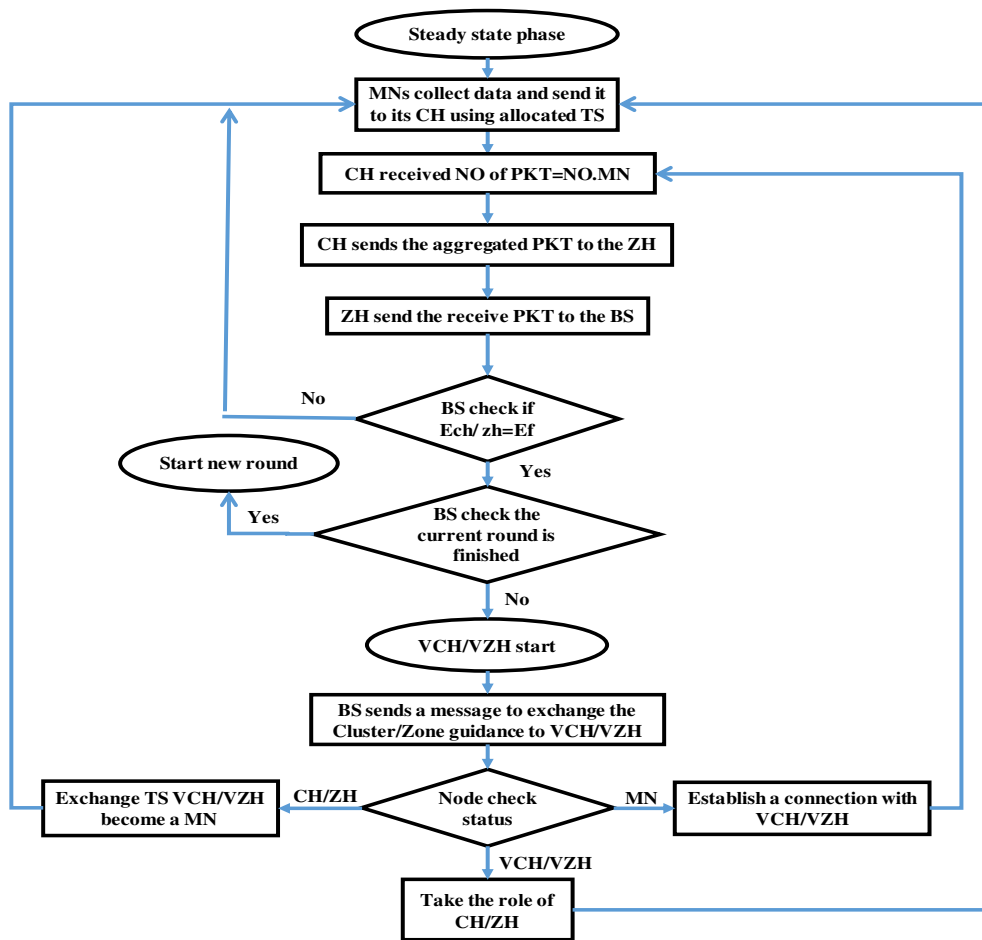 Steady state phase
MNs collect data and send it
to its CH using allocated TS
CH received NO of PKT=NO.MN
CH sends the aggregated PKT to the ZH
ZH send the receive PKT to the BS
No
BS check if
Ech/ zh=Ef
Start new round
Yes
Yes
BS check the
current round is
finished
No
VCH/VZH start
BS sends a message to exchange the
Cluster/Zone guidance to VCH/VZH
Exchange TS VCH/VZH
become a MN
CH/ZH
Node check
status
MN
Establish a connection with
VCH/VZH
VCH/VZH
Take the role of
CH/ZH